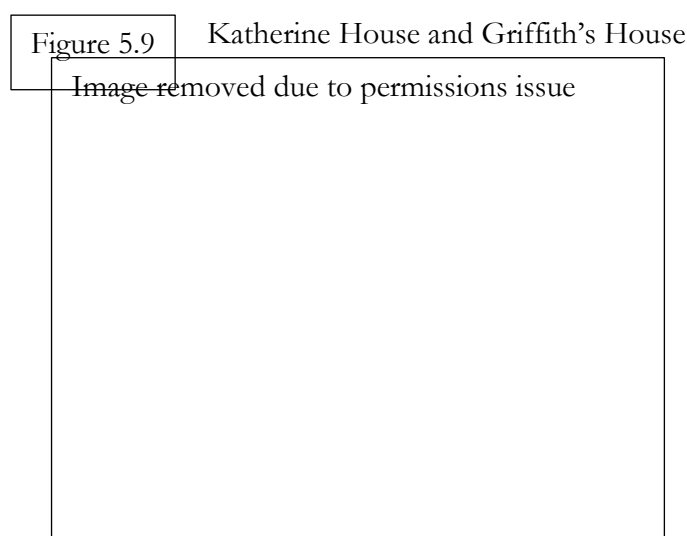 Figure 5.9
Katherine House and Griffith's House
Image removed due to permissions issue